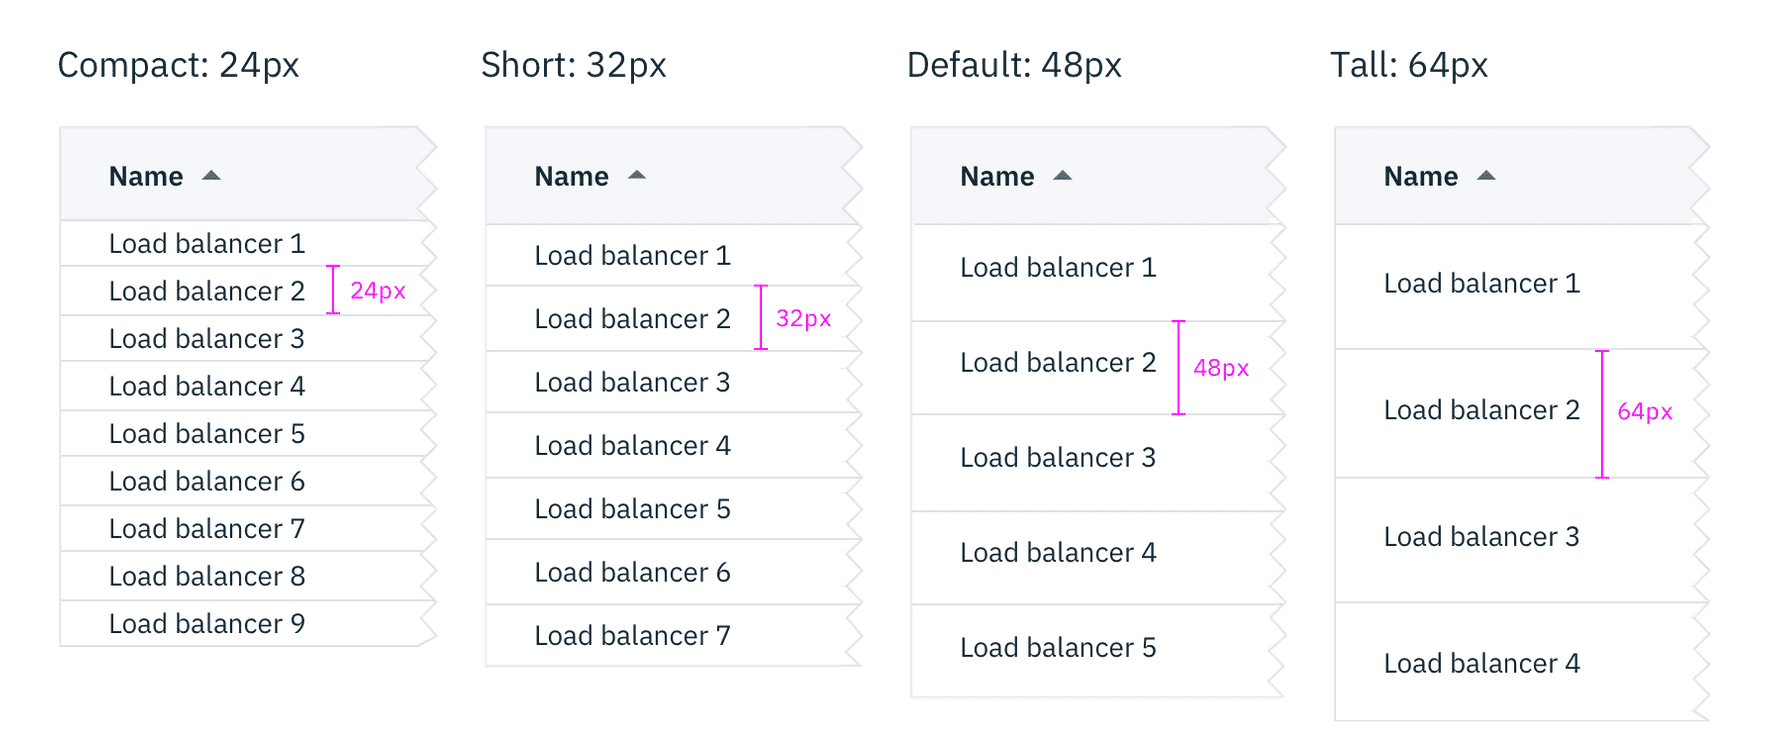 Compact: 24px
Name
Load balancer 1
Load balancer 2
24px
Load balancer 3
Load balancer 4
Load balancer 5
Load balancer 6
Load balancer 7
Load balancer 8
Load balancer 9
Short: 32px
Name
Load balancer 1
Load balancer 2
32px
Load balancer 3
Load balancer 4
Load balancer 5
Load balancer 6
Load balancer 7
Default: 48px
Name
Load balancer 1
Load balancer 2
48px
Load balancer 3
Load balancer 4
Load balancer 5
Tall: 64px
Name
Load balancer 1
Load balancer 2
64px
Load balancer 3
Load balancer 4